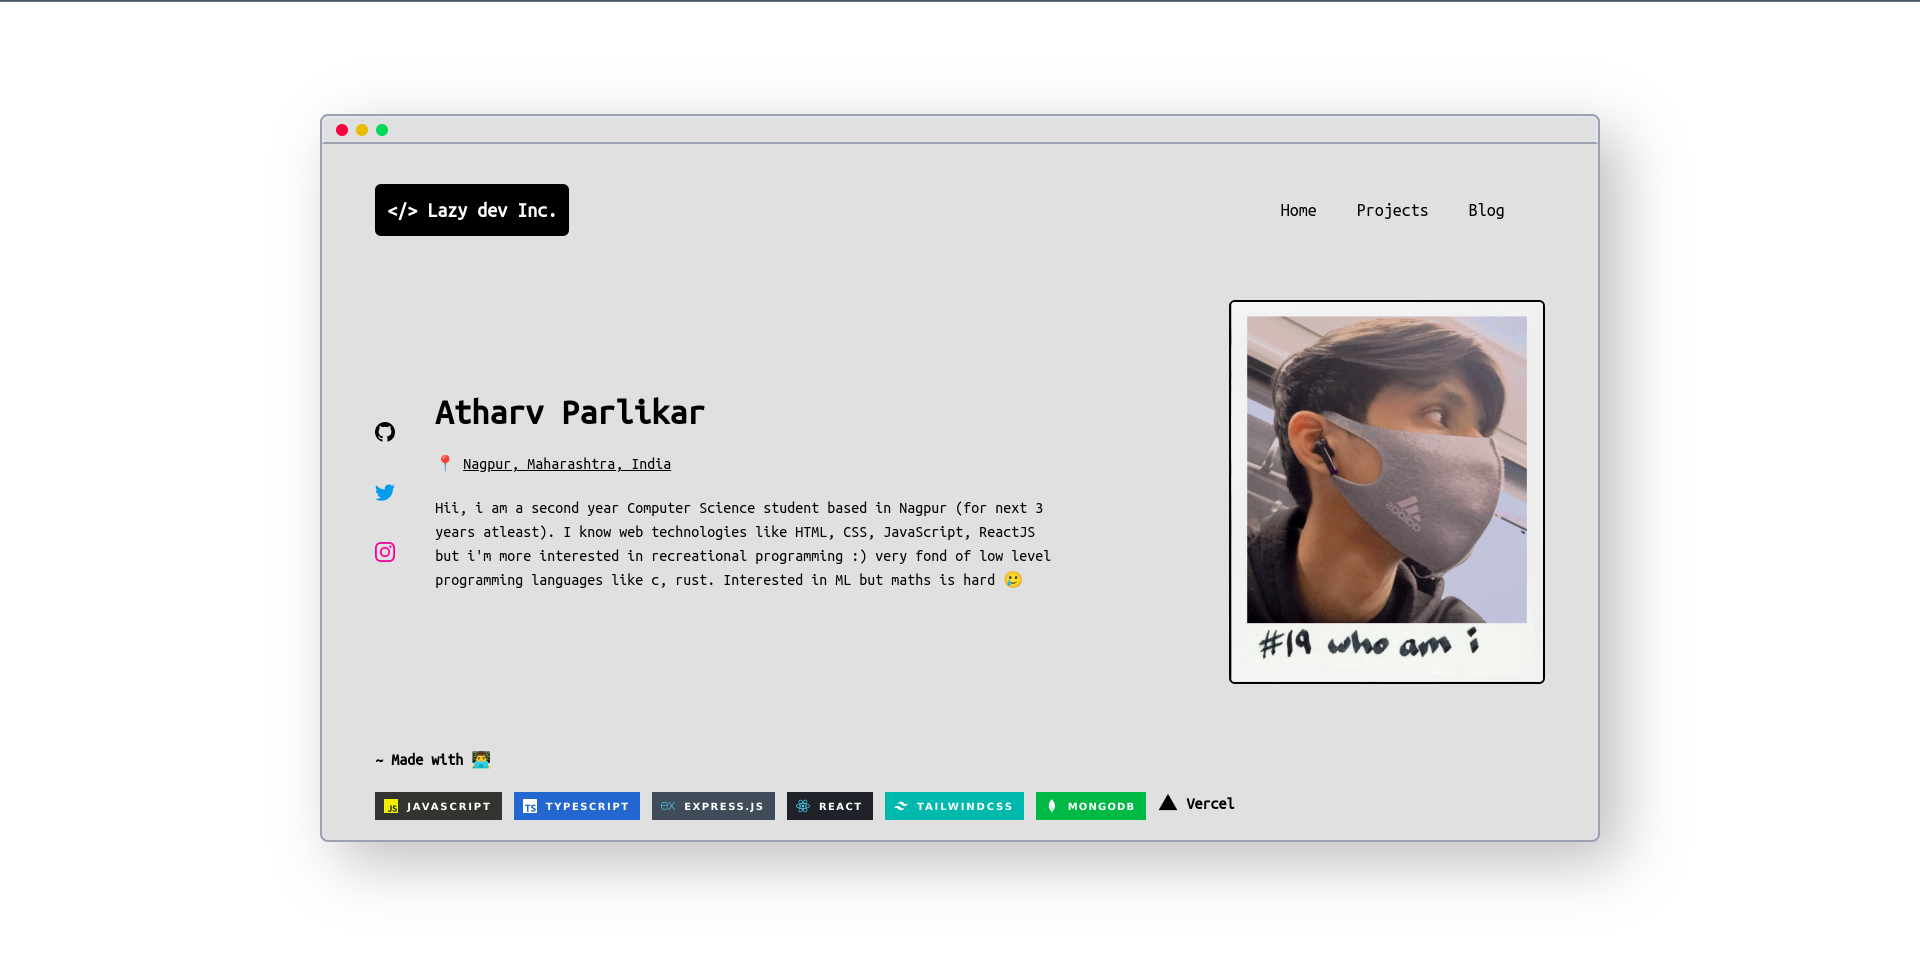 </> Lazy dev Inc.
Home Projects Blog
Atharv Parlikar
📍 Nagpur, Maharashtra, India
Hii, i am a second year Computer Science student based in Nagpur (for next 3
years atleast). I know web technologies like HTML, CSS, JavaScript, ReactJS
but i'm more interested in recreational programming :) very fond of low level
programming languages like c, rust. Interested in ML but maths is hard 🥲
adidas
#19 who am i
~ Made with 👨‍💻
JS JAVASCRIPT TS TYPESCRIPT ex EXPRESS.JS REACT TAILWINDCSS MONGODB ▲ Vercel